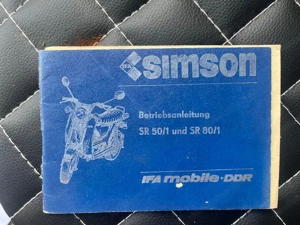 simson
Betriebsanleitung
SR 50/1 und SR 80/1
IFA mobile-DDR